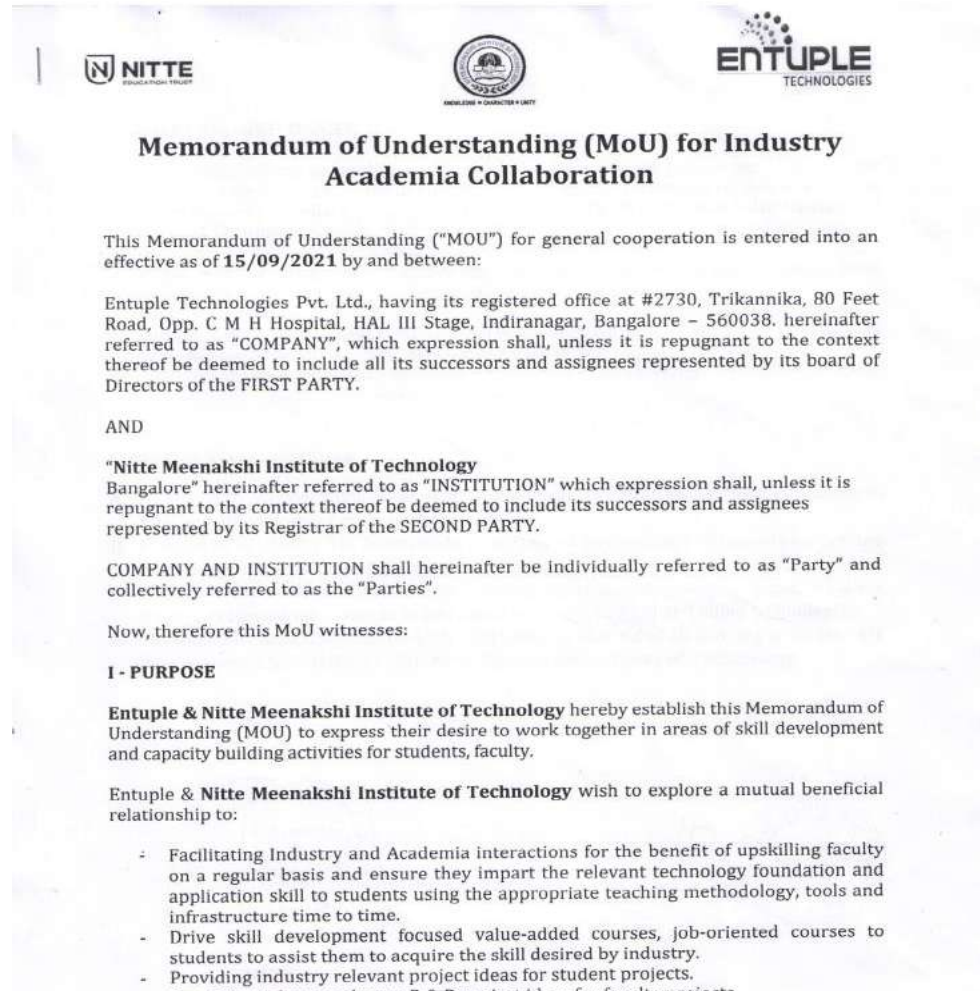 NITTE
EDUCATION TRUST
KNOWLEDGE • CHARACTER • UNITY
ENTUPLE
TECHNOLOGIES
Memorandum of Understanding (MoU) for Industry
Academia Collaboration
This Memorandum of Understanding (“MOU”) for general cooperation is entered into an
effective as of 15/09/2021 by and between:
Entuple Technologies Pvt. Ltd., having its registered office at #2730, Trikannika, 80 Feet
Road, Opp. C M H Hospital, HAL III Stage, Indiranagar, Bangalore – 560038. hereinafter
referred to as “COMPANY”, which expression shall, unless it is repugnant to the context
thereof be deemed to include all its successors and assignees represented by its board of
Directors of the FIRST PARTY.
AND
“Nitte Meenakshi Institute of Technology
Bangalore” hereinafter referred to as “INSTITUTION” which expression shall, unless it is
repugnant to the context thereof be deemed to include its successors and assignees
represented by its Registrar of the SECOND PARTY.
COMPANY AND INSTITUTION shall hereinafter be individually referred to as “Party” and
collectively referred to as the “Parties”.
Now, therefore this MoU witnesses:
I - PURPOSE
Entuple & Nitte Meenakshi Institute of Technology hereby establish this Memorandum of
Understanding (MOU) to express their desire to work together in areas of skill development
and capacity building activities for students, faculty.
Entuple & Nitte Meenakshi Institute of Technology wish to explore a mutual beneficial
relationship to:
- Facilitating Industry and Academia interactions for the benefit of upskilling faculty
on a regular basis and ensure they impart the relevant technology foundation and
application skill to students using the appropriate teaching methodology, tools and
infrastructure time to time.
- Drive skill development focused value-added courses, job-oriented courses to
students to assist them to acquire the skill desired by industry.
- Providing industry relevant project ideas for student projects.